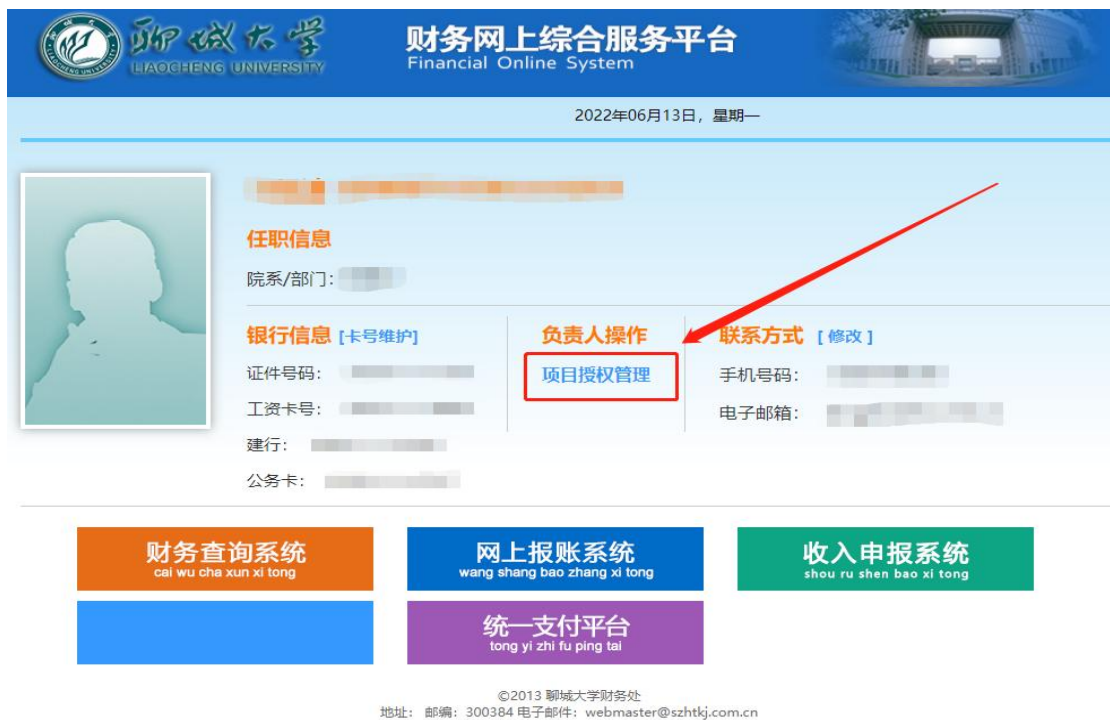 聊城大学
LIAOCHENG UNIVERSITY
财务网上综合服务平台
Financial Online System
2022年06月13日，星期一
任职信息
院系/部门：
银行信息 [卡号维护]
负责人操作
联系方式 [ 修改 ]
证件号码：
项目授权管理
手机号码：
工资卡号：
电子邮箱：
建行：
公务卡：
财务查询系统
cai wu cha xun xi tong
网上报账系统
wang shang bao zhang xi tong
收入申报系统
shou ru shen bao xi tong
统一支付平台
tong yi zhi fu ping tai
©2013 聊城大学财务处
地址： 邮编：300384 电子邮件：webmaster@szhtkj.com.cn